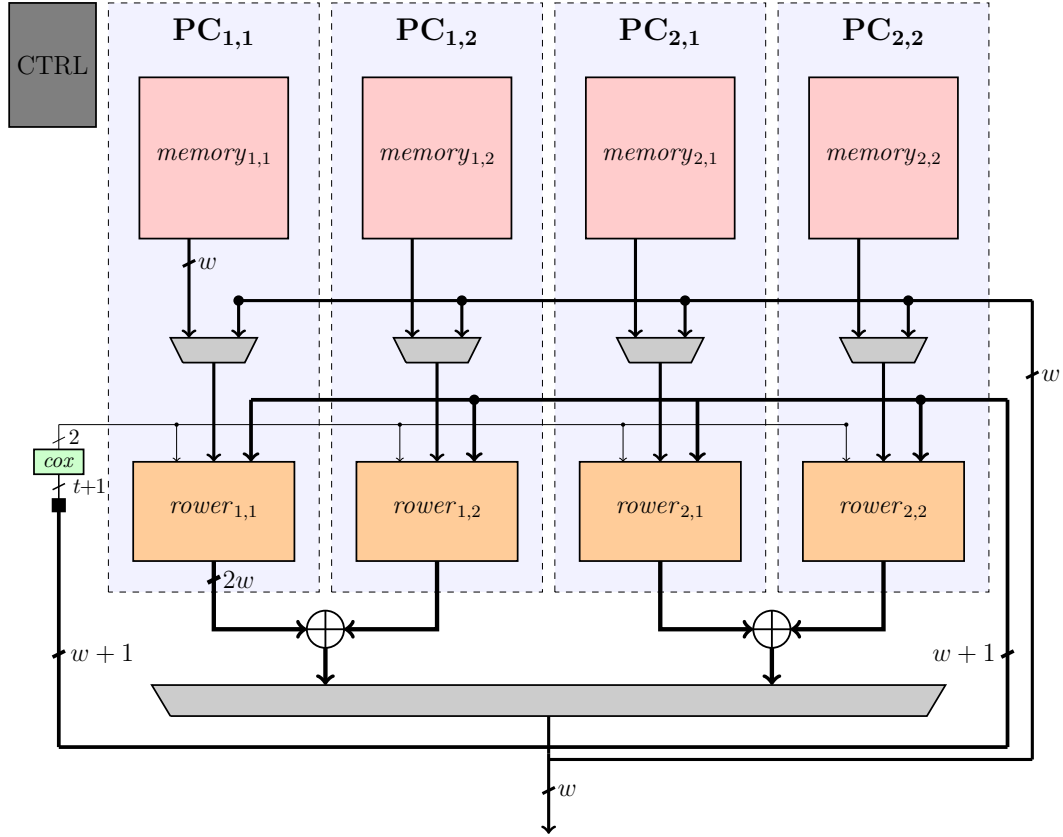 CTRL
PC1,1 PC1,2 PC2,1 PC2,2
memory1,1 memory1,2 memory2,1 memory2,2
w
w
2
cox
t+1
rower1,1 rower1,2 rower2,1 rower2,2
2w
w + 1 w + 1
w